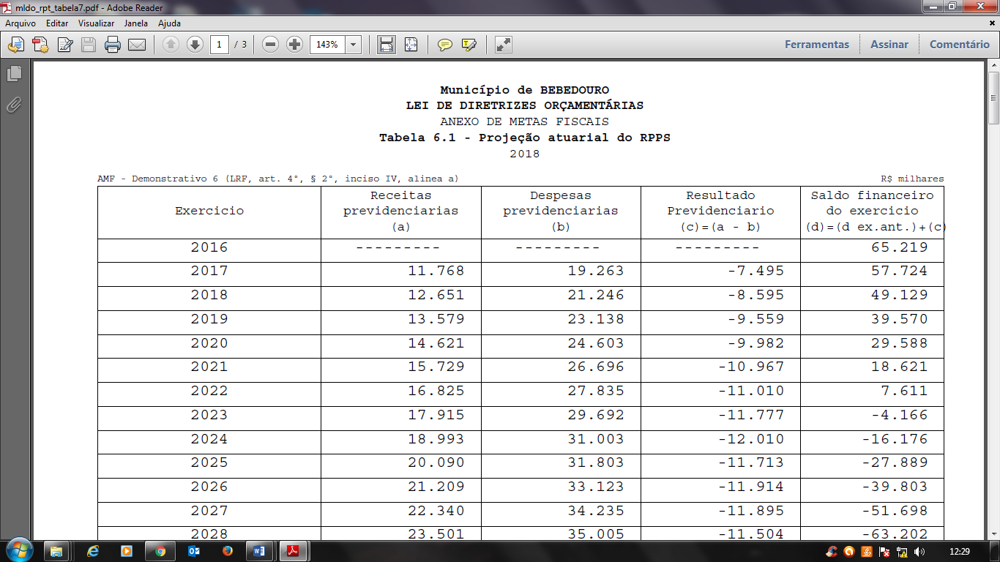 mldo_rpt_tabela7.pdf - Adobe Reader
Arquivo Editar Visualizar Janela Ajuda
1 / 3 143% Ferramentas Assinar Comentário
Município de BEBEDOURO
LEI DE DIRETRIZES ORÇAMENTÁRIAS
ANEXO DE METAS FISCAIS
Tabela 6.1 - Projeção atuarial do RPPS
2018
AMF - Demonstrativo 6 (LRF, art. 4°, § 2°, inciso IV, alinea a) R$ milhares
Receitas Despesas Resultado Saldo financeiro
Exercicio previdenciarias previdenciarias Previdenciario do exercicio
(a) (b) (c)=(a - b) (d)=(d ex.ant.)+(c)
2016 --------- --------- --------- 65.219
2017 11.768 19.263 -7.495 57.724
2018 12.651 21.246 -8.595 49.129
2019 13.579 23.138 -9.559 39.570
2020 14.621 24.603 -9.982 29.588
2021 15.729 26.696 -10.967 18.621
2022 16.825 27.835 -11.010 7.611
2023 17.915 29.692 -11.777 -4.166
2024 18.993 31.003 -12.010 -16.176
2025 20.090 31.803 -11.713 -27.889
2026 21.209 33.123 -11.914 -39.803
2027 22.340 34.235 -11.895 -51.698
2028 23.501 35.005 -11.504 -63.202
12:29